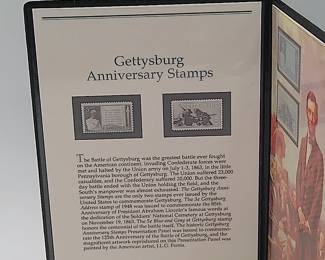 Gettysburg
Anniversary Stamps
The Battle of Gettysburg was the greatest battle ever fought
on the American continent, invading Confederate forces were
met and halted by the Union army on July 1-3, 1863, in the little
Pennsylvania borough of Gettysburg. The Union suffered 23,000
casualties, and the Confederacy 20,000. But the three-
day battle ended with the Union holding the field, and the
South's manpower was almost exhausted. The Gettysburg Anni-
versary Stamps are the only two stamps ever issued by the
United States to commemorate Gettysburg. The 3¢ Gettysburg
Address stamp of 1948 was issued to commemorate the 85th
Anniversary of President Abraham Lincoln's famous words at
the dedication of the Soldiers' National Cemetery at Gettysburg
on November 19, 1863. The 5¢ Blue and Grey at Gettysburg stamp
honors the centennial of the battle itself. The historic Gettysburg
Anniversary Stamps Presentation Panel was issued to commemo-
rate the 125th Anniversary of the Battle of Gettysburg, and the
magnificent artwork reproduced on this Presentation Panel was
painted by the American artist, J.L.G. Ferris.